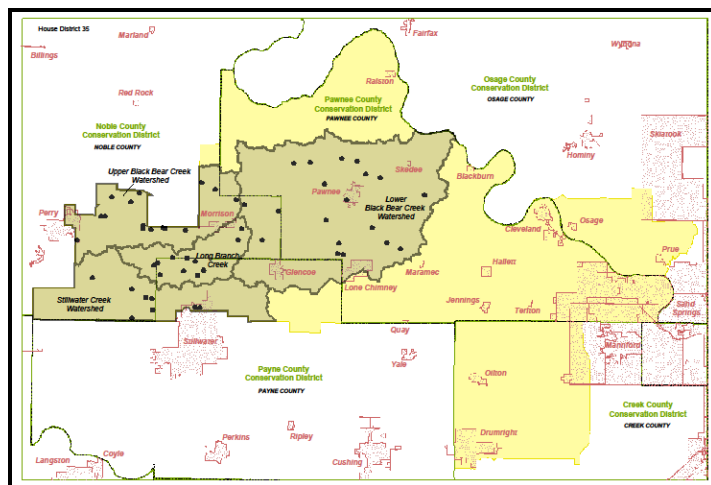 House District 35
Marland
Fairfax
Wynona
Billings
Ralston
Osage County
Conservation District
OSAGE COUNTY
Red Rock
Pawnee County
Conservation District
PAWNEE COUNTY
Noble County
Conservation District
NOBLE COUNTY
Skiatook
Hominy
Upper Black Bear Creek
Watershed
Skedee
Blackburn
Pawnee
Lower
Black Bear Creek
Watershed
Perry
Morrison
Osage
Cleveland
Prue
Long Branch
Creek
Hallett
Glencoe
Maramec
Lone Chimney
Stillwater Creek
Watershed
Jennings
Terlton
Sand
Springs
Quay
Stillwater
Mannford
Yale
Payne County
Conservation District
PAYNE COUNTY
Oilton
Creek County
Conservation District
CREEK COUNTY
Drumright
Ripley
Perkins
Coyle
Langston
Cushing